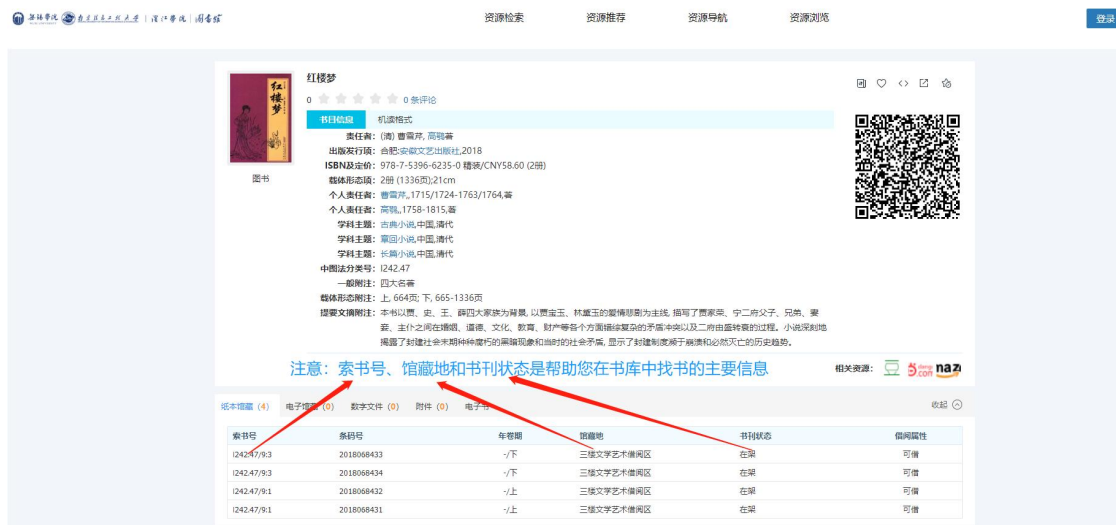 资源检索 资源推荐 资源导航 资源浏览 登录
红楼梦
红楼梦
图书
0 0 条评论
书目信息 机读格式
责任者： (清) 曹雪芹, 高鹗著
出版发行项： 合肥:安徽文艺出版社,2018
ISBN及定价： 978-7-5396-6235-0 精装/CNY58.60 (2册)
载体形态项： 2册 (1336页);21cm
个人责任者： 曹雪芹,,1715/1724-1763/1764,著
个人责任者： 高鹗,,1758-1815,著
学科主题： 古典小说,中国,清代
学科主题： 章回小说,中国,清代
学科主题： 长篇小说,中国,清代
中图法分类号： I242.47
一般附注： 四大名著
载体形态附注： 上, 664页; 下, 665-1336页
提要文摘附注： 本书以贾、史、王、薛四大家族为背景, 以贾宝玉、林黛玉的爱情悲剧为主线, 描写了贾家荣、宁二府父子、兄弟、妻
妾、主仆之间在婚姻、道德、文化、教育、财产等各个方面错综复杂的矛盾冲突以及二府由盛转衰的过程。小说深刻地
揭露了封建社会末期种种腐朽的黑暗现象和当时的社会矛盾, 显示了封建制度濒于崩溃和必然灭亡的历史趋势。
注意：索书号、馆藏地和书刊状态是帮助您在书库中找书的主要信息
相关资源： 豆
纸本馆藏 (4) 电子馆藏 (0) 数字文件 (0) 附件 (0) 收起
索书号 条码号 年卷期 馆藏地 书刊状态 借阅属性
I242.47/9:3 2018068433 -/下 三楼文学艺术借阅区 在架 可借
I242.47/9:3 2018068434 -/下 三楼文学艺术借阅区 在架 可借
I242.47/9:1 2018068432 -/上 三楼文学艺术借阅区 在架 可借
I242.47/9:1 2018068431 -/上 三楼文学艺术借阅区 在架 可借